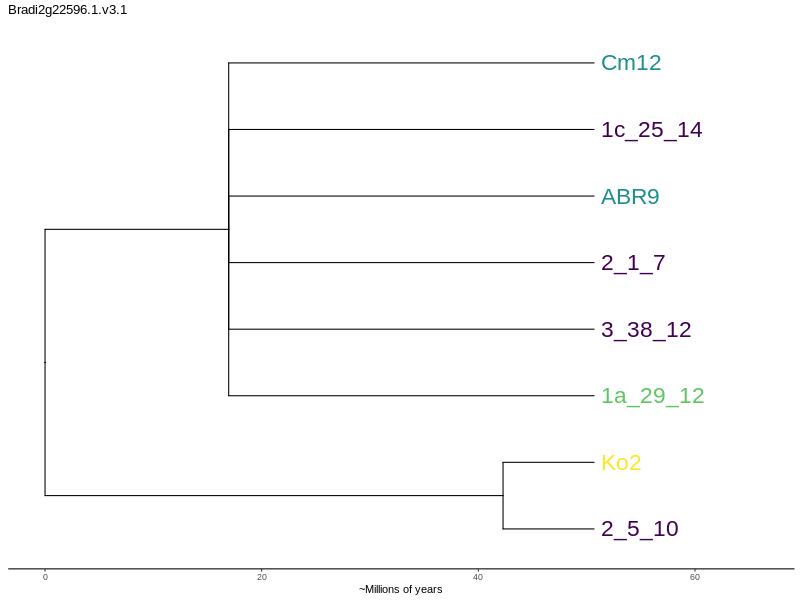 Bradi2g22596.1.v3.1
Cm12
1c_25_14
ABR9
2_1_7
3_38_12
1a_29_12
Ko2
2_5_10
0 20 40 60
~Millions of years